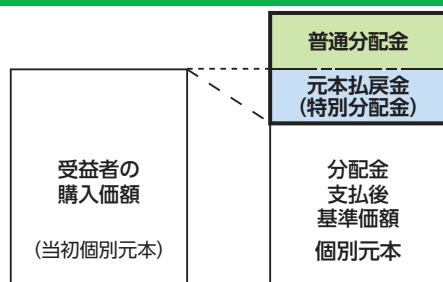 普通分配金
元本払戻金
(特別分配金)
受益者の
購入価額
(当初個別元本)
分配金
支払後
基準価額
個別元本